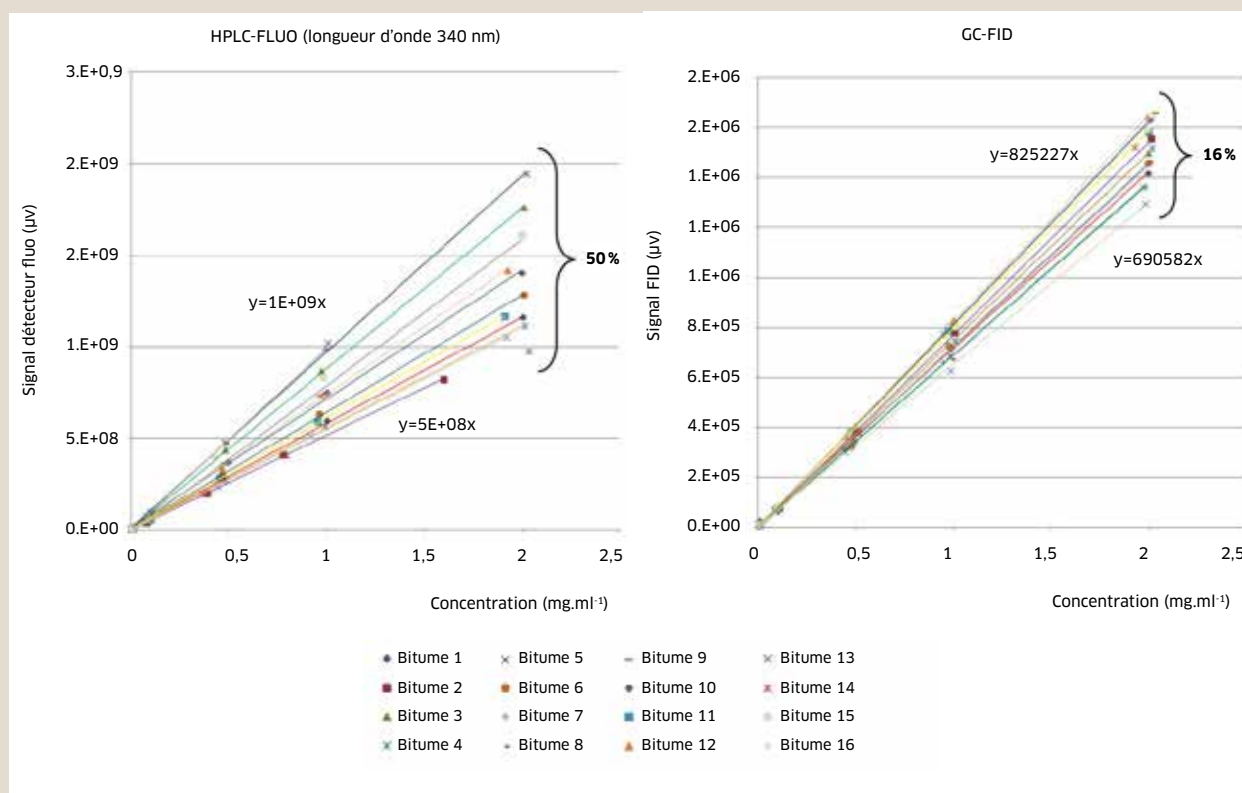 HPLC-FLUO (longueur d'onde 340 nm)
3.E+0,9
2.E+09
2.E+09
1.E+09
5.E+08
0.E+00
0
0,5
1
1,5
2
2,5
Signal détecteur fluo (µv)
Concentration (mg.ml-1)
y=1E+09x
y=5E+08x
50%
GC-FID
2.E+06
2.E+06
1.E+06
1.E+06
1.E+06
8.E+05
6.E+05
4.E+05
2.E+05
0.E+00
0
0,5
1
1,5
2
2,5
Signal FID (µv)
Concentration (mg.ml-1)
y=825227x
y=690582x
16%
Bitume 1
Bitume 5
Bitume 9
Bitume 13
Bitume 2
Bitume 6
Bitume 10
Bitume 14
Bitume 3
Bitume 7
Bitume 11
Bitume 15
Bitume 4
Bitume 8
Bitume 12
Bitume 16